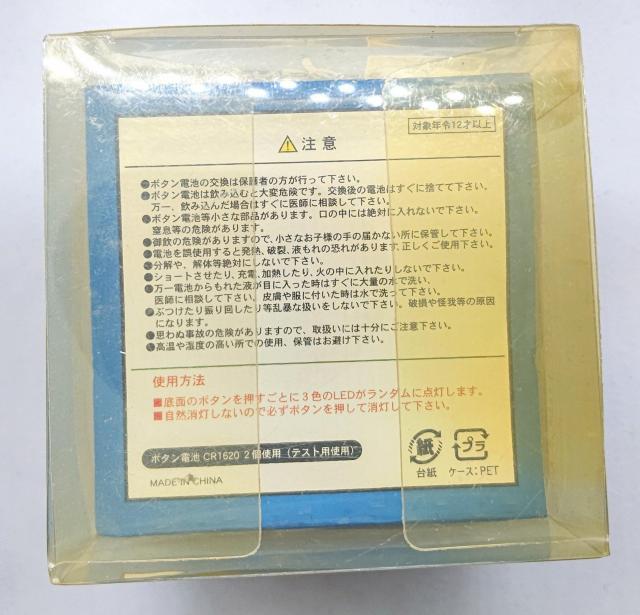 ⚠注意
対象年令12才以上
●ボタン電池の交換は保護者の方が行って下さい。
●ボタン電池は飲み込むと大変危険です。交換後の電池はすぐに捨てて下さい。
万一、飲み込んだ場合はすぐに医師に相談して下さい。
●ボタン電池等小さな部品があります。口の中には絶対に入れないで下さい。
窒息等の危険があります。
●御飲の危険がありますので、小さなお子様の手の届かない所に保管して下さい。
●電池を誤使用すると発熱、破裂、液もれの恐れがあります。正しくご使用下さい。
●分解や、解体等絶対にしないで下さい。
●ショートさせたり、充電、加熱したり、火の中に入れたりしないで下さい。
●万一電池からもれた液が目に入った時はすぐに大量の水で洗い、
医師に相談して下さい。皮膚や服に付いた時は水で洗って下さい。
●ぶつけたり振り回したり等乱暴な扱いをしないで下さい。破損や怪我等の原因
になります。
●思わぬ事故の危険がありますので、取扱いには十分にご注意下さい。
●高温や湿度の高い所での使用、保管はお避け下さい。
使用方法
■底面のボタンを押すごとに3色のLEDがランダムに点灯します。
■自然消灯しないので必ずボタンを押して消灯して下さい。
ボタン電池 CR1620 2個使用(テスト用使用)
MADE IN CHINA
紙 プラ
台紙 ケース:PET